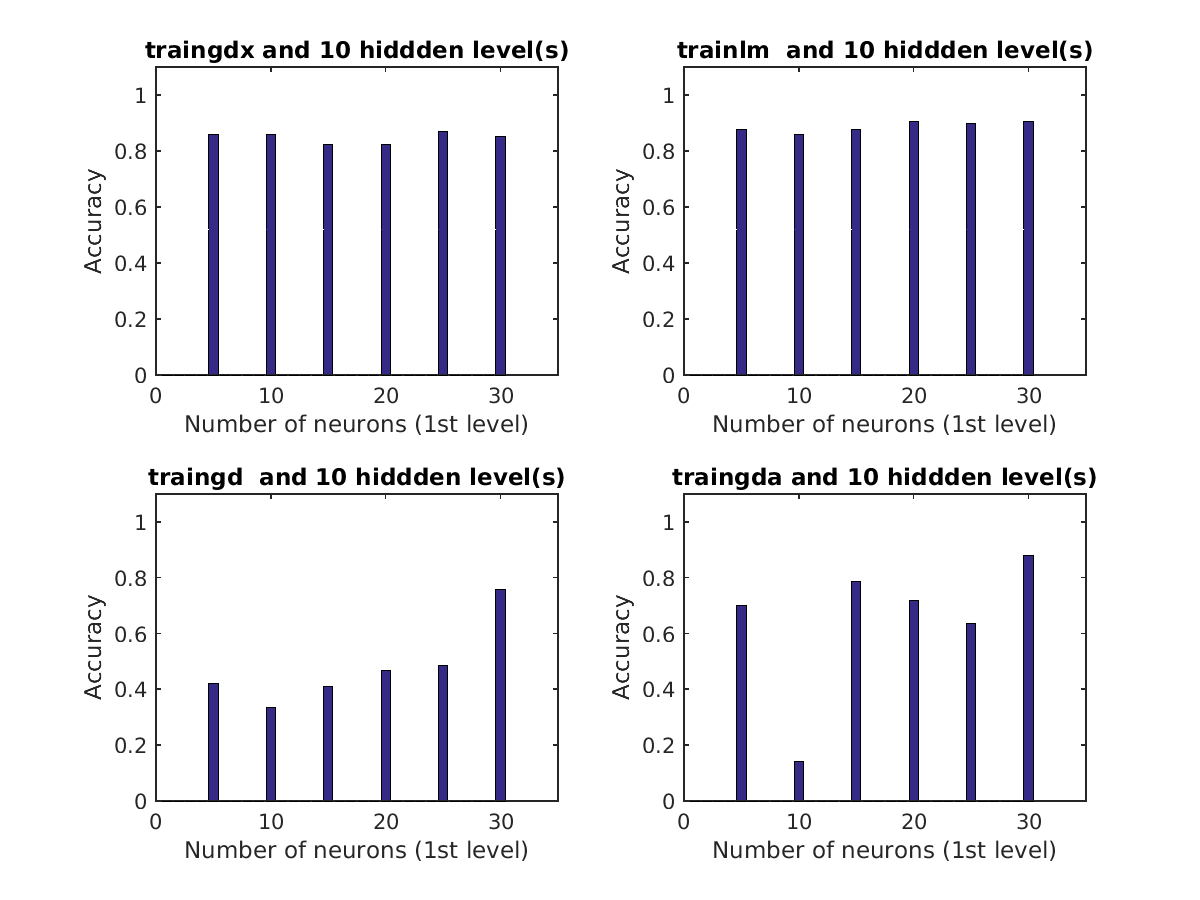 traingdx and 10 hiddden level(s)
1
0.8
0.6
0.4
0.2
0
Accuracy
0 10 20 30
Number of neurons (1st level)
trainlm  and 10 hiddden level(s)
1
0.8
0.6
0.4
0.2
0
Accuracy
0 10 20 30
Number of neurons (1st level)
traingd  and 10 hiddden level(s)
1
0.8
0.6
0.4
0.2
0
Accuracy
0 10 20 30
Number of neurons (1st level)
traingda and 10 hiddden level(s)
1
0.8
0.6
0.4
0.2
0
Accuracy
0 10 20 30
Number of neurons (1st level)